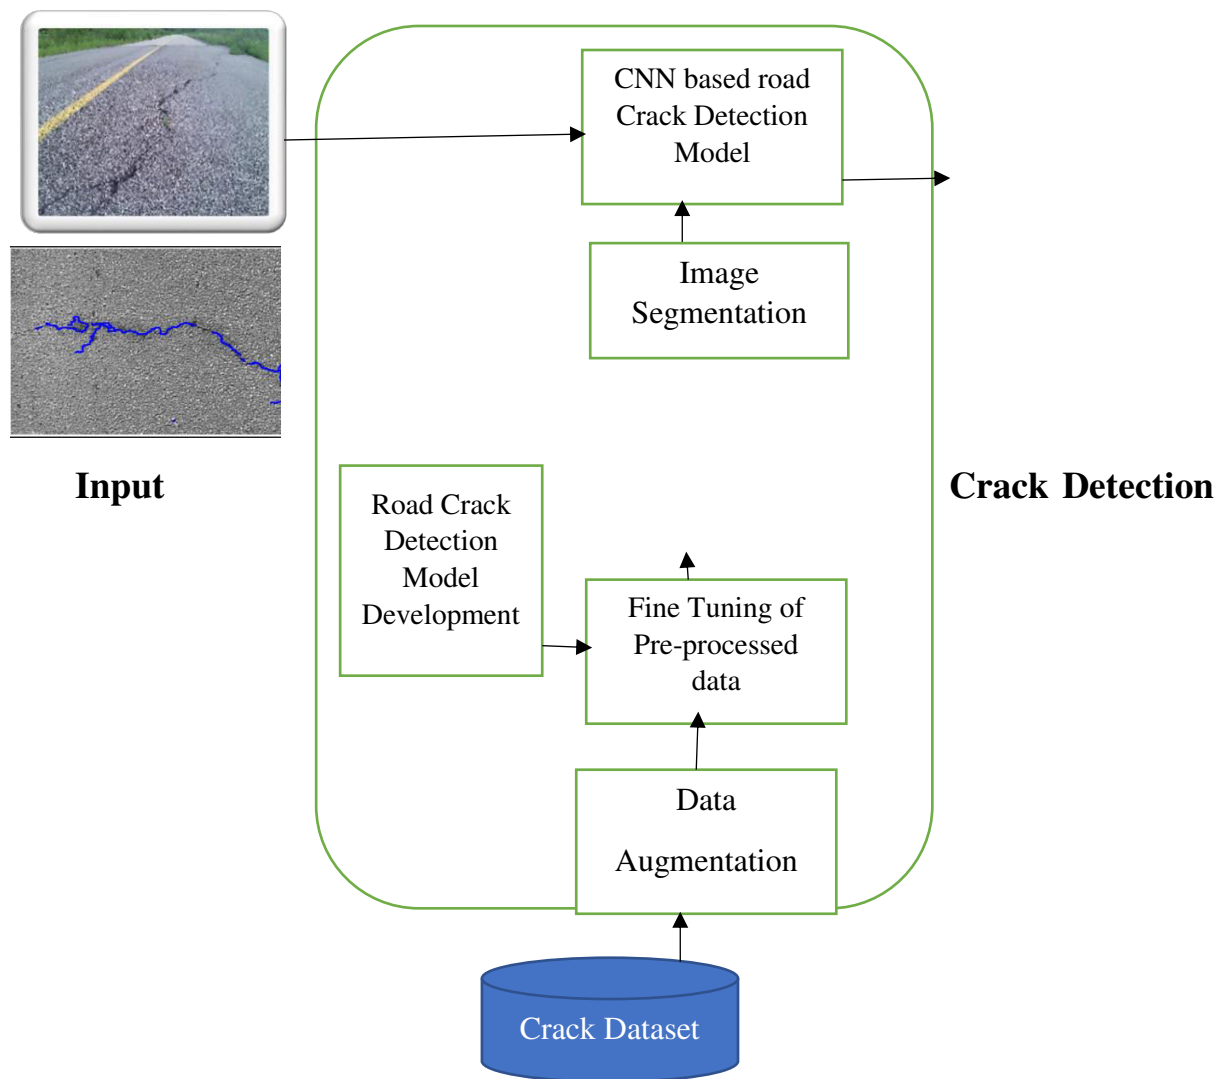 CNN based road
Crack Detection
Model
Image
Segmentation
Input
Crack Detection
Road Crack
Detection
Model
Development
Fine Tuning of
Pre-processed
data
Data
Augmentation
Crack Dataset